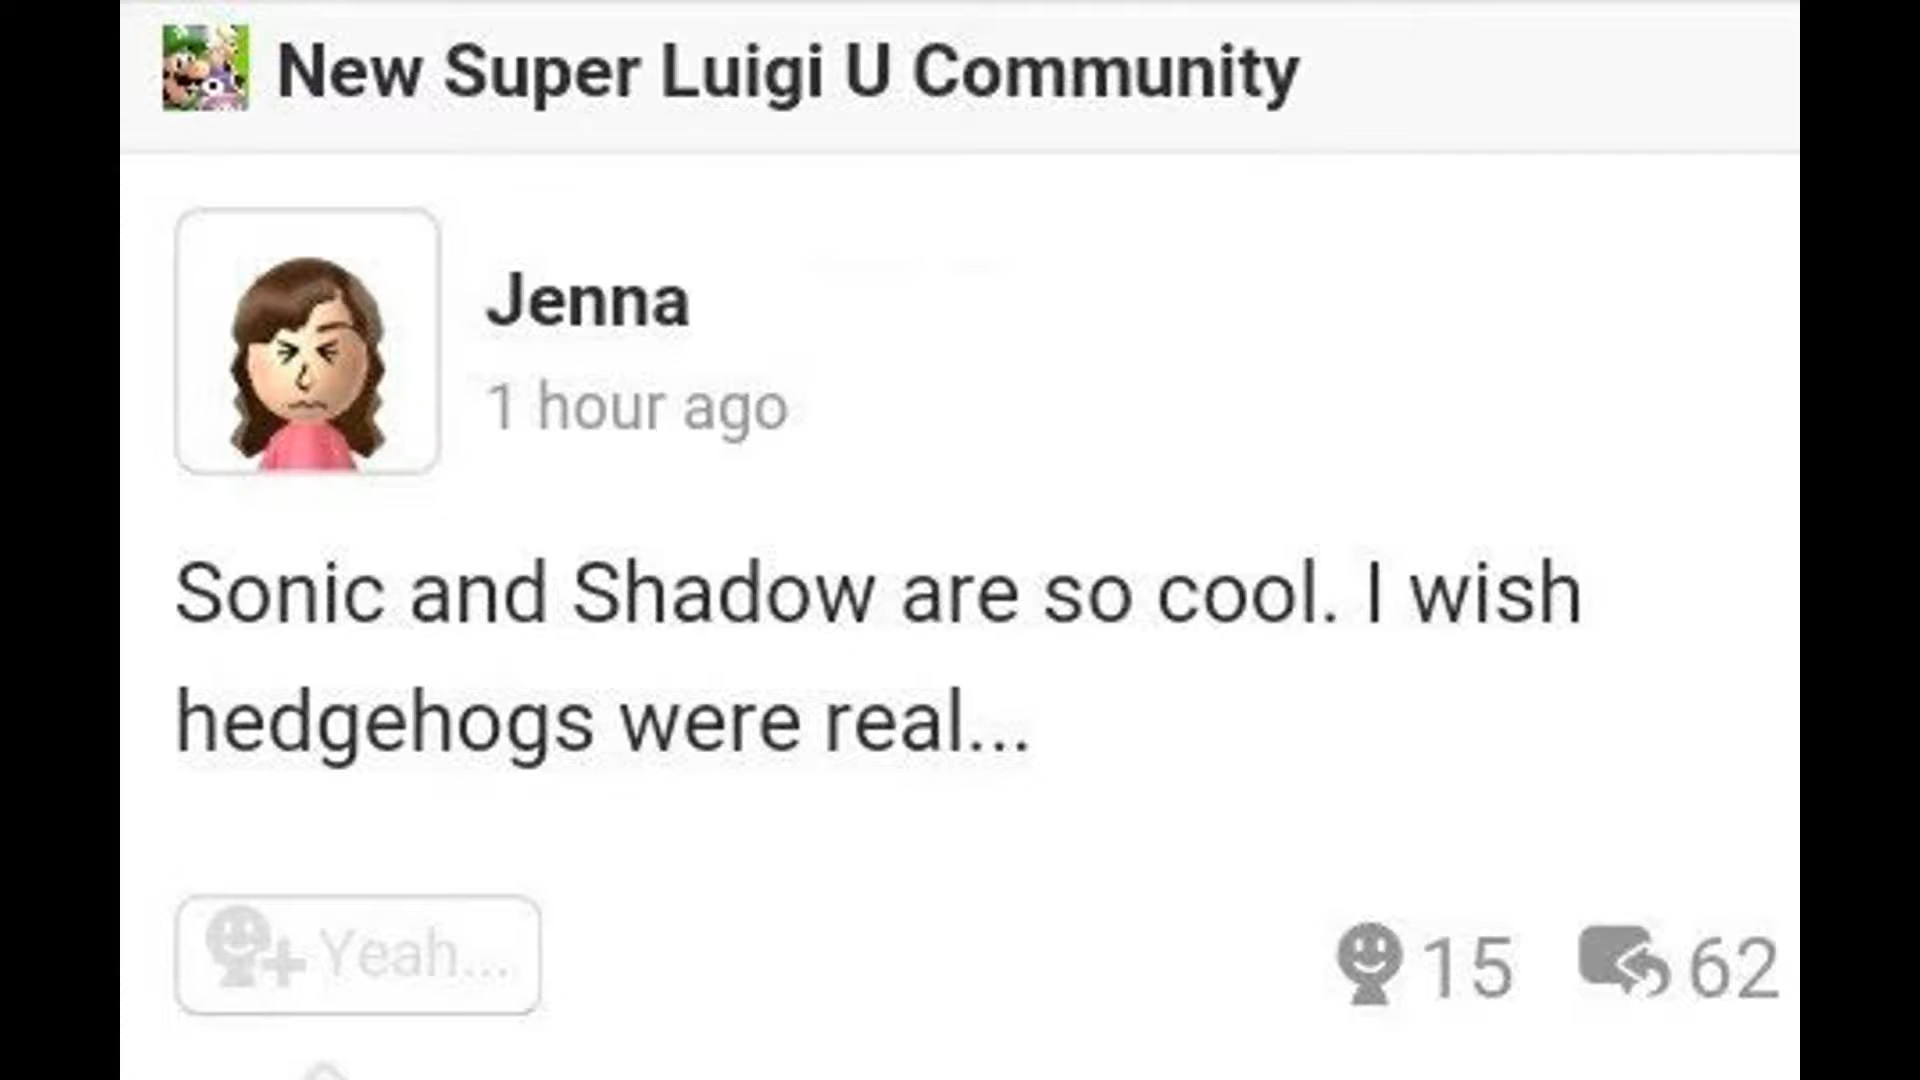 New Super Luigi U Community
Jenna
1 hour ago
Sonic and Shadow are so cool. I wish
hedgehogs were real...
Yeah...
15
62